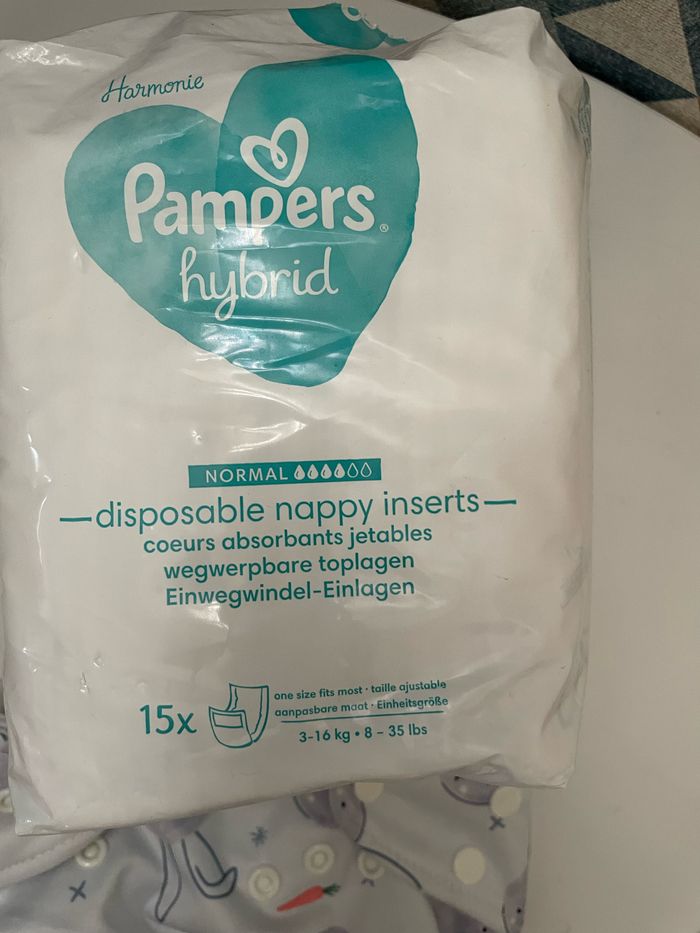 Harmonie
Pampers®
hybrid
NORMAL
disposable nappy inserts
coeurs absorbants jetables
wegwerpbare toplagen
Einwegwindel-Einlagen
15x
one size fits most · taille ajustable
aanpasbare maat · Einheitsgröße
3-16 kg • 8 - 35 lbs